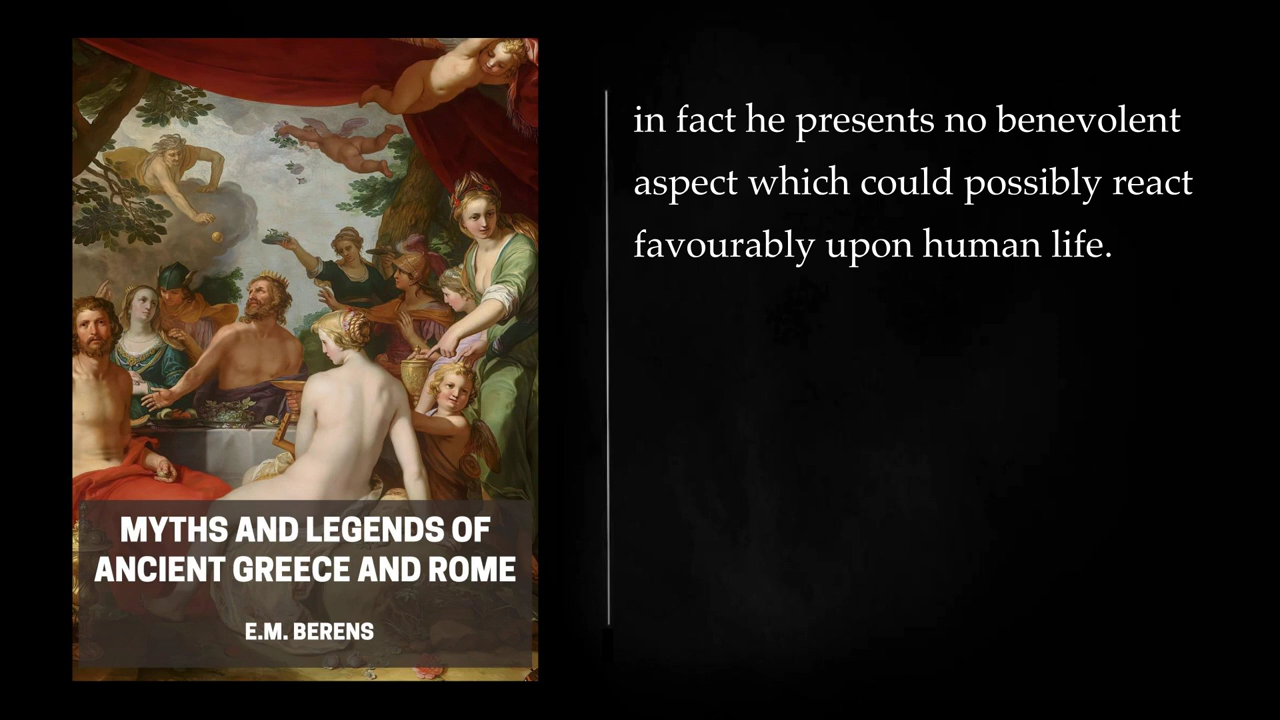 MYTHS AND LEGENDS OF
ANCIENT GREECE AND ROME
E.M. BERENS
in fact he presents no benevolent
aspect which could possibly react
favourably upon human life.